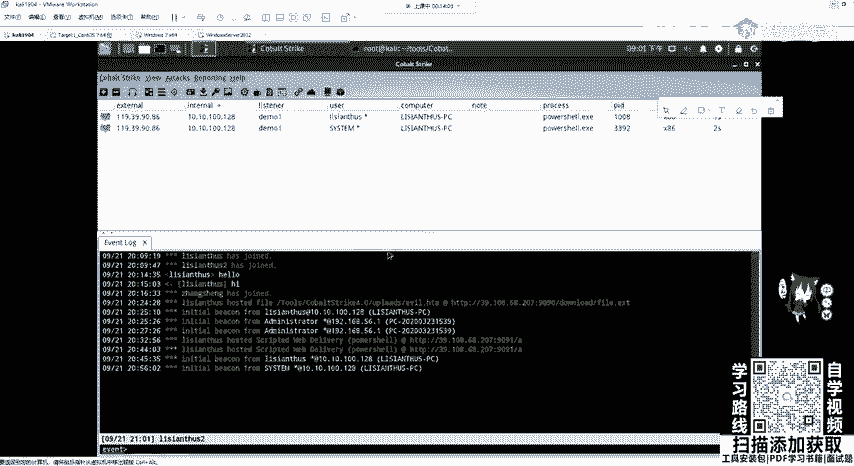 kali1904 - VMware Workstation
上课中 00:14:03
文件(F) 编辑(E) 查看(V) 虚拟机(M) 选项卡(T) 帮助(H)
kali1904
Windows 7 x64
WindowsServer2012
Cobalt Strike
root@kali: ~/tools/Cobalt...
09:01 下午
Cobalt Strike
Cobalt Strike View Attacks Reporting Help
external internal listener user computer note process pid
119.39.90.86 10.10.100.128 demo1 lisianthus * LISIANTHUS-PC powershell.exe 1008
119.39.90.86 10.10.100.128 demo1 SYSTEM * LISIANTHUS-PC powershell.exe 3392 x86 2s
Event Log X
09/21 20:09:19 *** lisianthus has joined.
09/21 20:09:47 *** lisianthus2 has joined.
09/21 20:14:35 <lisianthus> hello
09/21 20:15:03 <- [lisianthus] hi
09/21 20:16:33 *** zhangsheng has joined.
09/21 20:24:28 *** lisianthus hosted file /Tools/CobaltStrike4.0/uploads/evil.hta @ http://39.108.68.207:9090/download/file.ext
09/21 20:25:10 *** initial beacon from lisianthus@10.10.100.128 (LISIANTHUS-PC)
09/21 20:25:26 *** initial beacon from Administrator *@192.168.56.1 (PC-202003231539)
09/21 20:27:26 *** initial beacon from Administrator *@192.168.56.1 (PC-202003231539)
09/21 20:32:56 *** lisianthus hosted Scripted Web Delivery (powershell) @ http://39.108.68.207:9091/a
09/21 20:44:03 *** lisianthus hosted Scripted Web Delivery (powershell) @ http://39.108.68.207:9091/a
09/21 20:45:35 *** initial beacon from lisianthus *@10.10.100.128 (LISIANTHUS-PC)
09/21 20:56:02 *** initial beacon from SYSTEM *@10.10.100.128 (LISIANTHUS-PC)
[09/21 21:01] lisianthus2
event>
学习路线
自学视频
扫描添加获取
工具安装包|PDF学习书籍|面试题